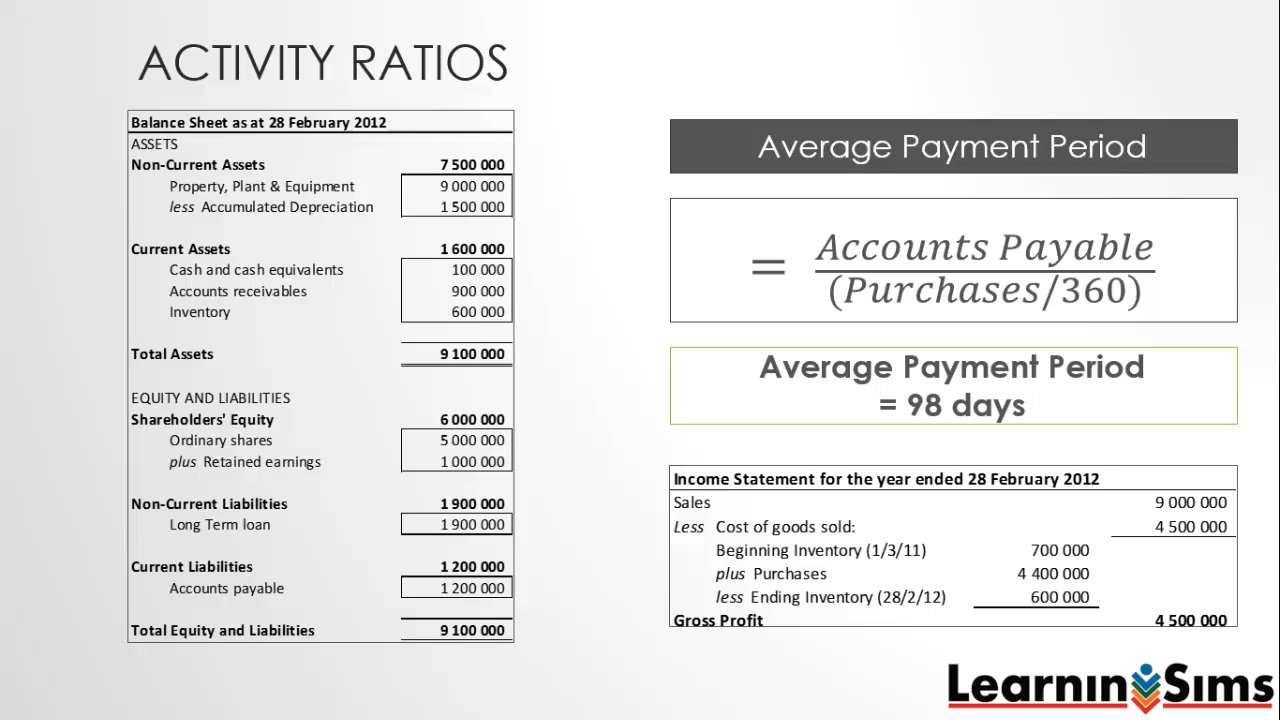 ACTIVITY RATIOS
Balance Sheet as at 28 February 2012
ASSETS
Non-Current Assets 7 500 000
Property, Plant & Equipment 9 000 000
less Accumulated Depreciation 1 500 000
Current Assets 1 600 000
Cash and cash equivalents 100 000
Accounts receivables 900 000
Inventory 600 000
Total Assets 9 100 000
EQUITY AND LIABILITIES
Shareholders' Equity 6 000 000
Ordinary shares 5 000 000
plus Retained earnings 1 000 000
Non-Current Liabilities 1 900 000
Long Term loan 1 900 000
Current Liabilities 1 200 000
Accounts payable 1 200 000
Total Equity and Liabilities 9 100 000
Average Payment Period
= Accounts Payable
(Purchases/360)
Average Payment Period
= 98 days
Income Statement for the year ended 28 February 2012
Sales 9 000 000
Less Cost of goods sold: 4 500 000
Beginning Inventory (1/3/11) 700 000
plus Purchases 4 400 000
less Ending Inventory (28/2/12) 600 000
Gross Profit 4 500 000
Learnin Sims